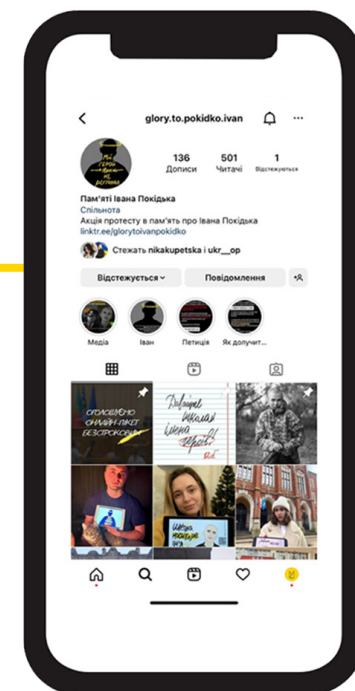 glory.to.pokidko.ivan
136
501
1
Дописи
Читачі
Відстежуються
Пам'яті Івана Покідька
Спільнота
Акція протесту в пам'ять про Івана Покідька
linktr.ee/glorytoivanpokidko
Стежать nikakupetska і ukr__op
Відстежується
Повідомлення
Медіа
Іван
Петиція
Як долучит...
ОГОЛОШУЄМО
ОНЛАЙН-ПІКЕТ
БЕЗСТРОКОВИЙ